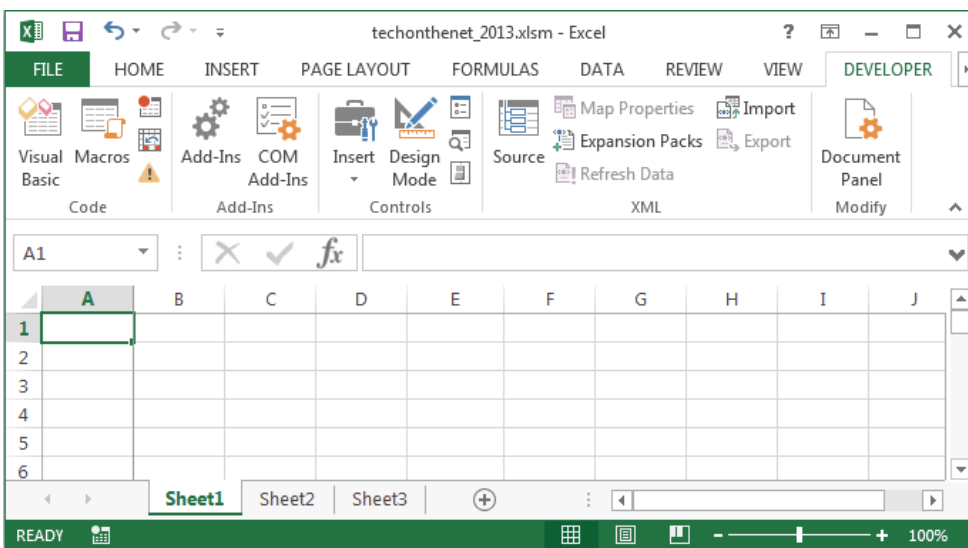 techonthenet_2013.xlsm - Excel
?
FILE HOME INSERT PAGE LAYOUT FORMULAS DATA REVIEW VIEW DEVELOPER
Visual Basic
Macros
Add-Ins
COM Add-Ins
Insert
Design Mode
Source
Map Properties
Expansion Packs
Refresh Data
Import
Export
Document Panel
Code Add-Ins Controls XML Modify
A1
fx
A B C D E F G H I J
1
2
3
4
5
6
Sheet1 Sheet2 Sheet3
READY
100%